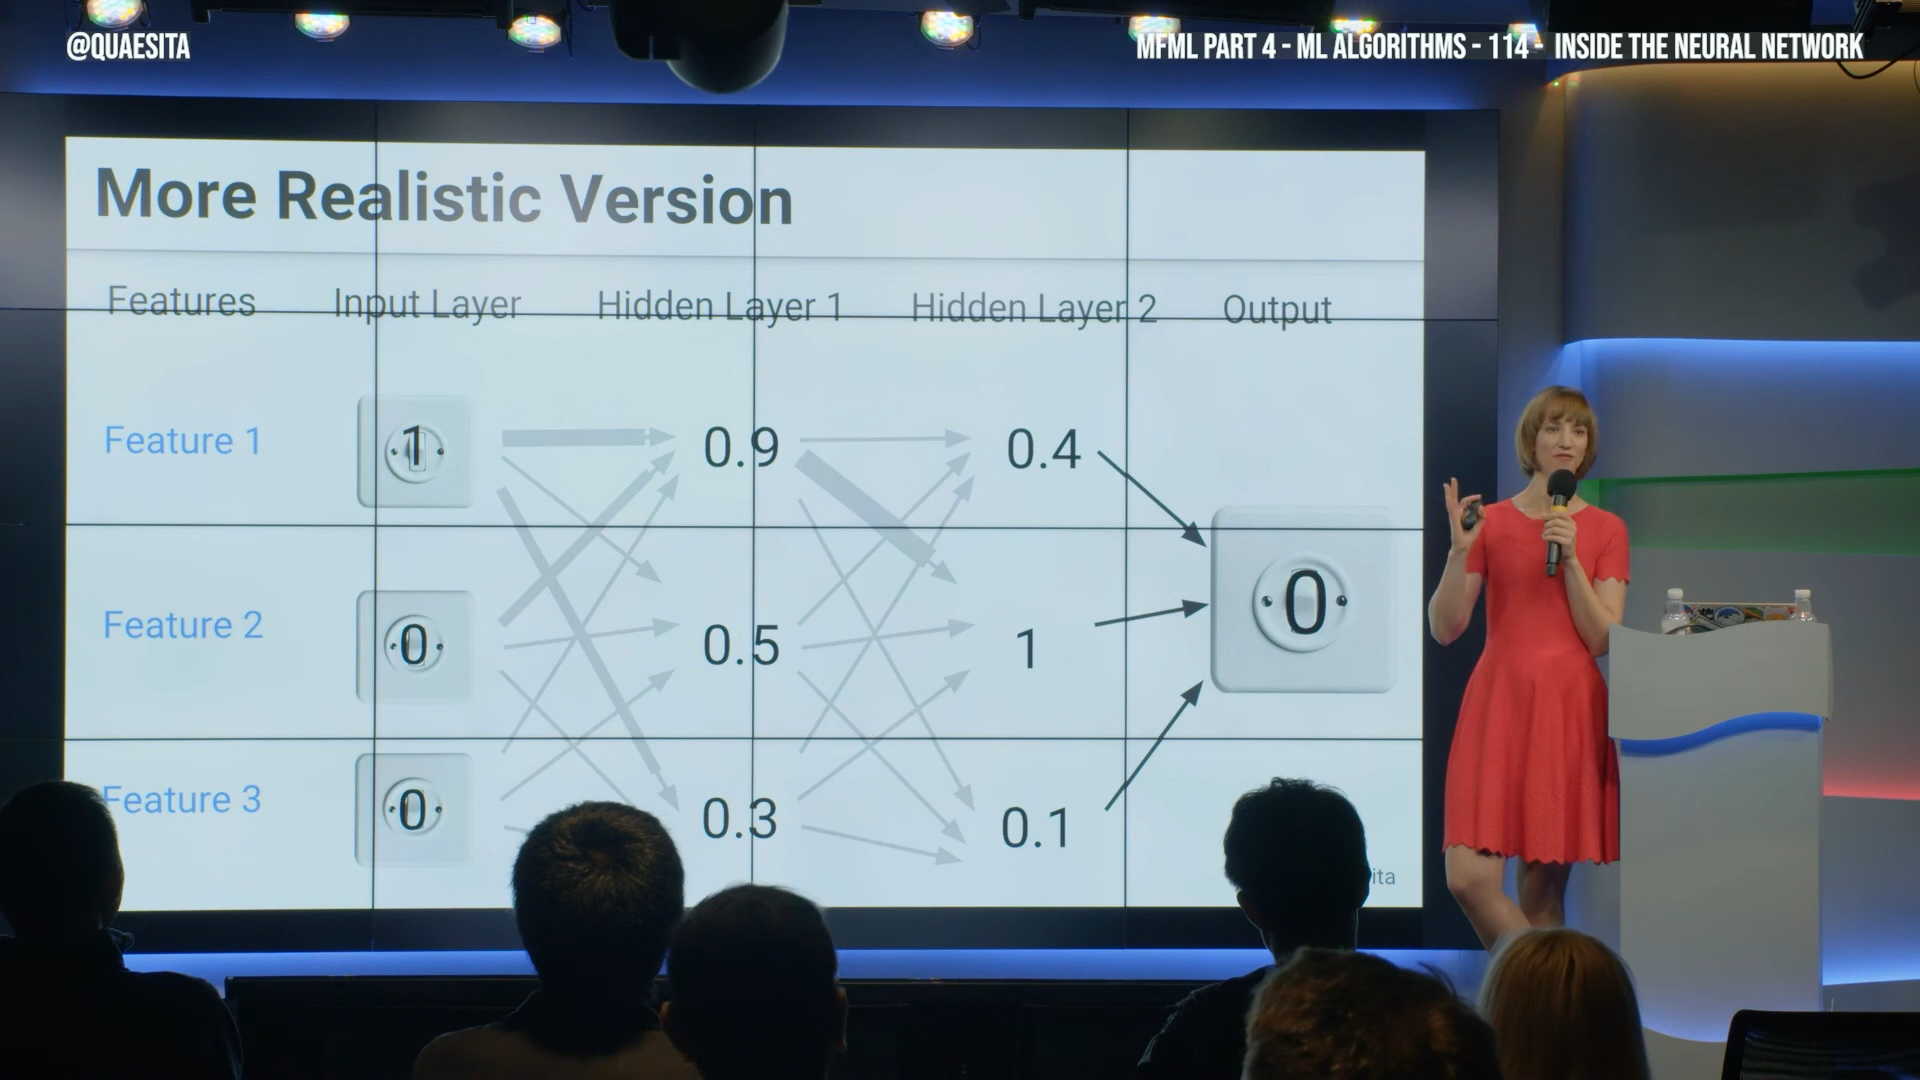 @QUAESITA
MFML PART 4 - ML ALGORITHMS - 114 - INSIDE THE NEURAL NETWORK
More Realistic Version
Features Input Layer Hidden Layer 1 Hidden Layer 2 Output
Feature 1 1 0.9 0.4
Feature 2 0 0.5 1 0
Feature 3 0 0.3 0.1
ita